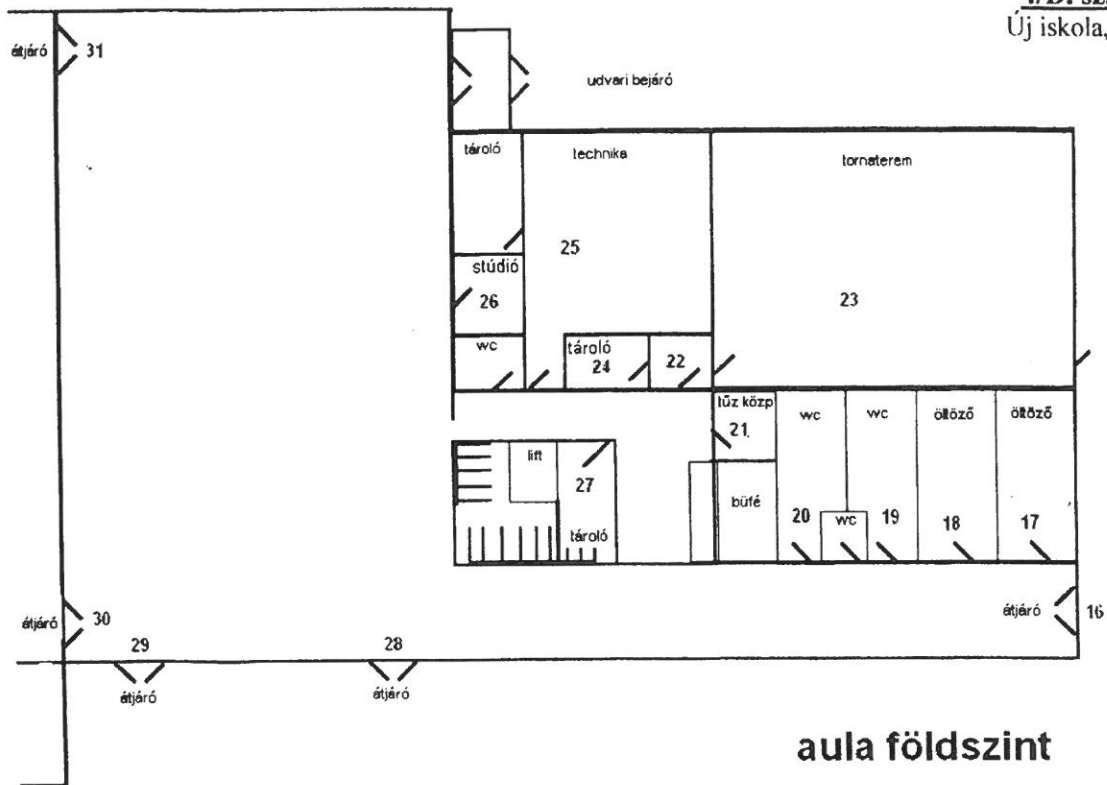 Új iskola,
átjáró 31
udvari bejáró
tároló
technika
tornaterem
25
stúdió
26
23
wc
tároló
24
22
tűz közp
21
wc
wc
öltöző
öltöző
lift
27
büfé
20
wc
19
18
17
tároló
átjáró 30
átjáró 16
29
28
átjáró
átjáró
aula földszint